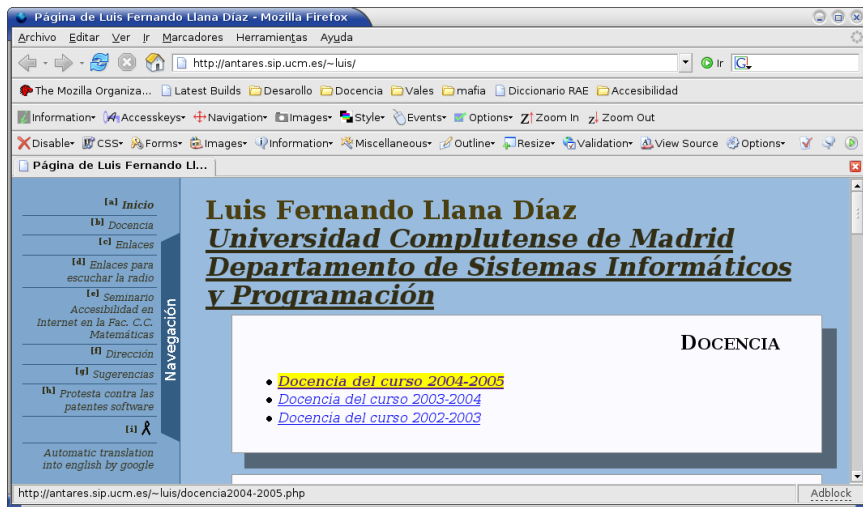 Página de Luis Fernando Llana Díaz - Mozilla Firefox
Archivo Editar Ver Ir Marcadores Herramientas Ayuda
http://antares.sip.ucm.es/~luis/ Ir G
The Mozilla Organiza... Latest Builds Desarollo Docencia Vales mafia Diccionario RAE Accesibilidad
Information Accesskeys Navigation Images Style Events Options Zoom In Zoom Out
Disable CSS Forms Images Information Miscellaneous Outline Resize Validation View Source Options
Página de Luis Fernando Ll...
[a] Inicio
[b] Docencia
[c] Enlaces
[d] Enlaces para
escuchar la radio
[e] Seminario
Accesibilidad en
Internet en la Fac. C.C.
Matemáticas
[f] Dirección
[g] Sugerencias
[h] Protesta contra las
patentes software
[i]
Automatic translation
into english by google
Navegación
Luis Fernando Llana Díaz
Universidad Complutense de Madrid
Departamento de Sistemas Informáticos
y Programación
Docencia
Docencia del curso 2004-2005
Docencia del curso 2003-2004
Docencia del curso 2002-2003
http://antares.sip.ucm.es/~luis/docencia2004-2005.php Adblock